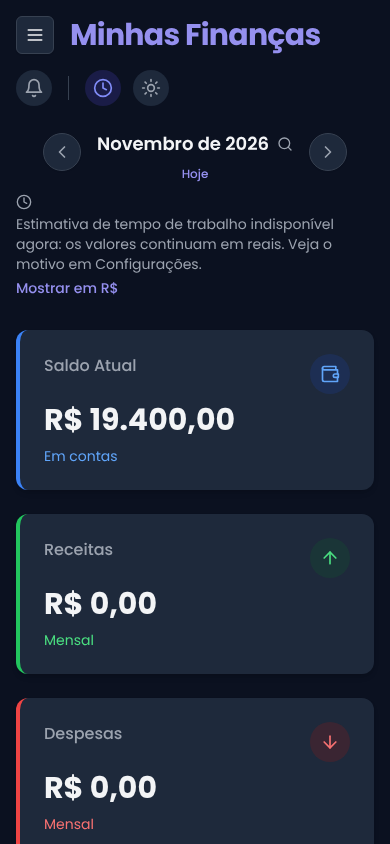 Minhas Finanças
Novembro de 2026
Hoje
Estimativa de tempo de trabalho indisponível
agora: os valores continuam em reais. Veja o
motivo em Configurações.
Mostrar em R$
Saldo Atual
R$ 19.400,00
Em contas
Receitas
R$ 0,00
Mensal
Despesas
R$ 0,00
Mensal